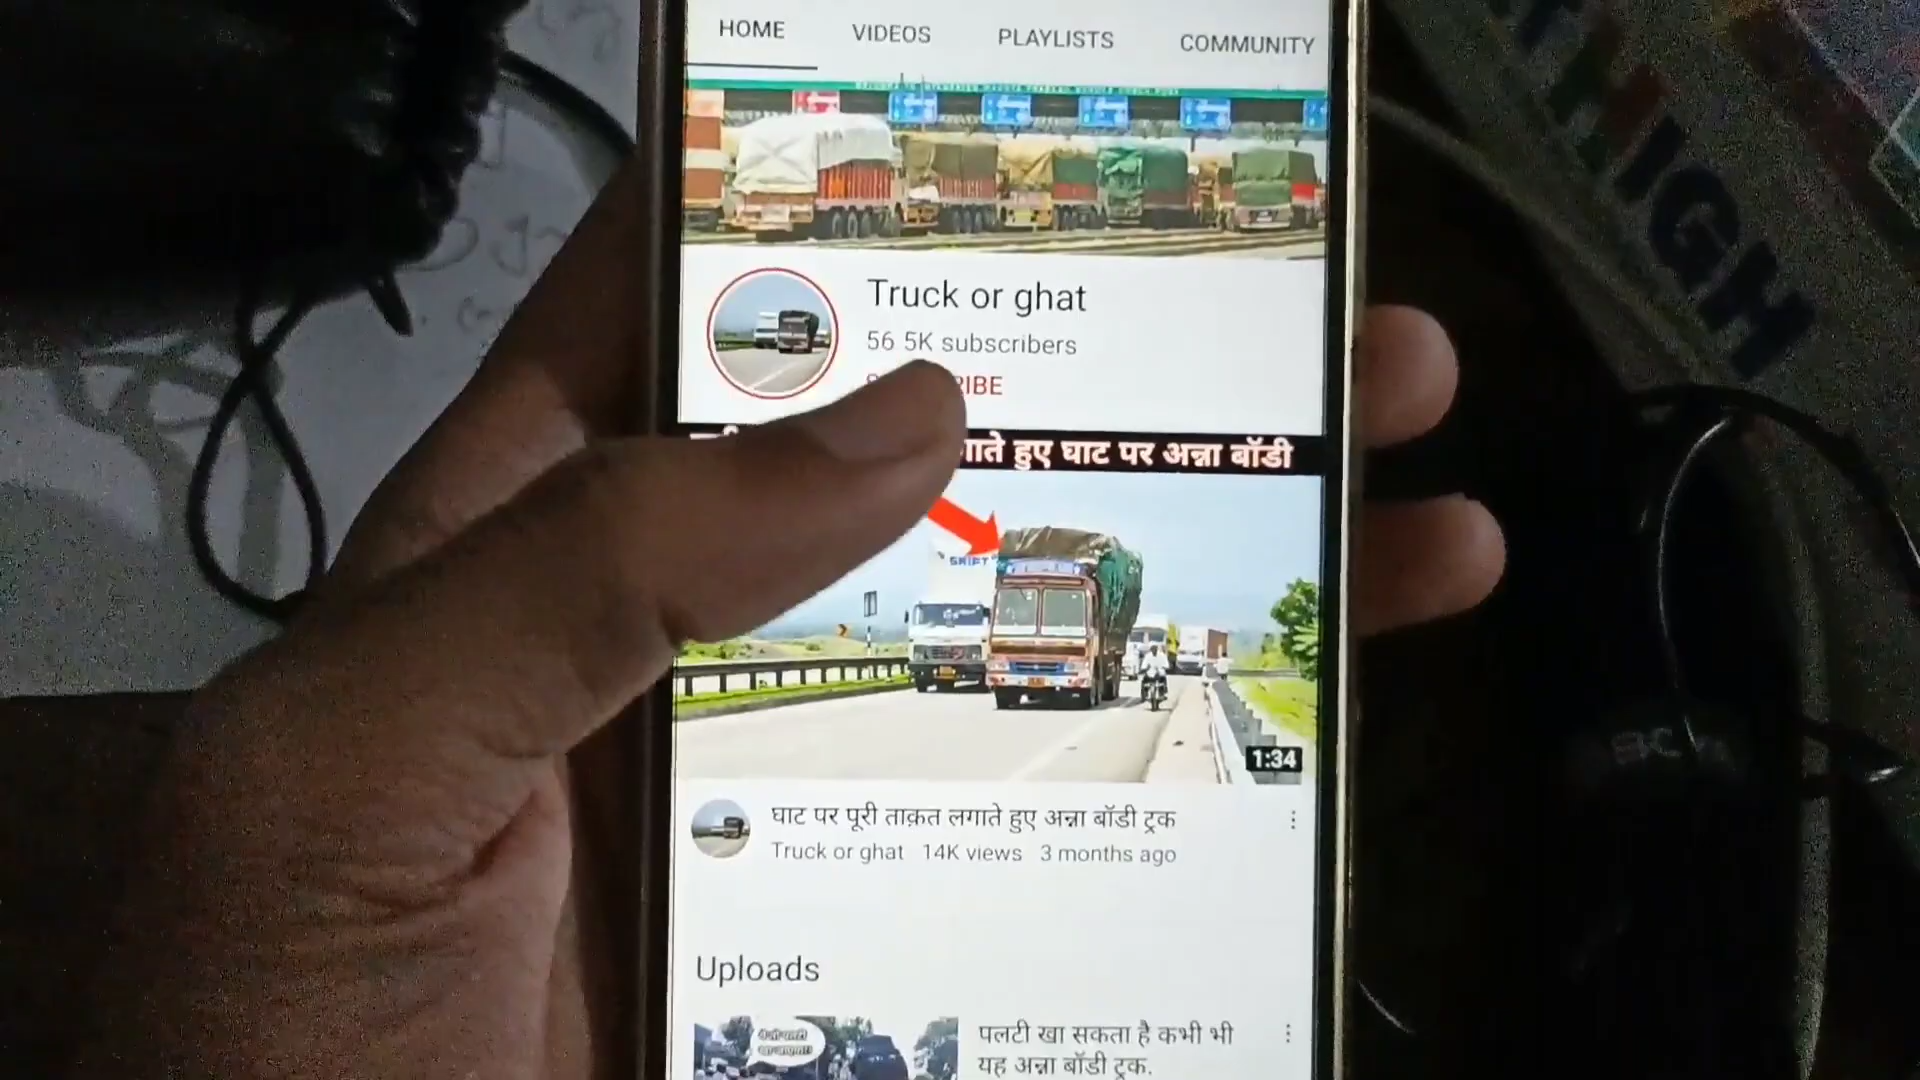 HOME VIDEOS PLAYLISTS COMMUNITY
Truck or ghat
56 5K subscribers
गाते हुए घाट पर अन्ना बॉडी
1:34
घाट पर पूरी ताक़त लगाते हुए अन्ना बॉडी ट्रक
Truck or ghat 14K views 3 months ago
Uploads
पलटी खा सकता है कभी भी
यह अन्ना बॉडी ट्रक.
HIGH